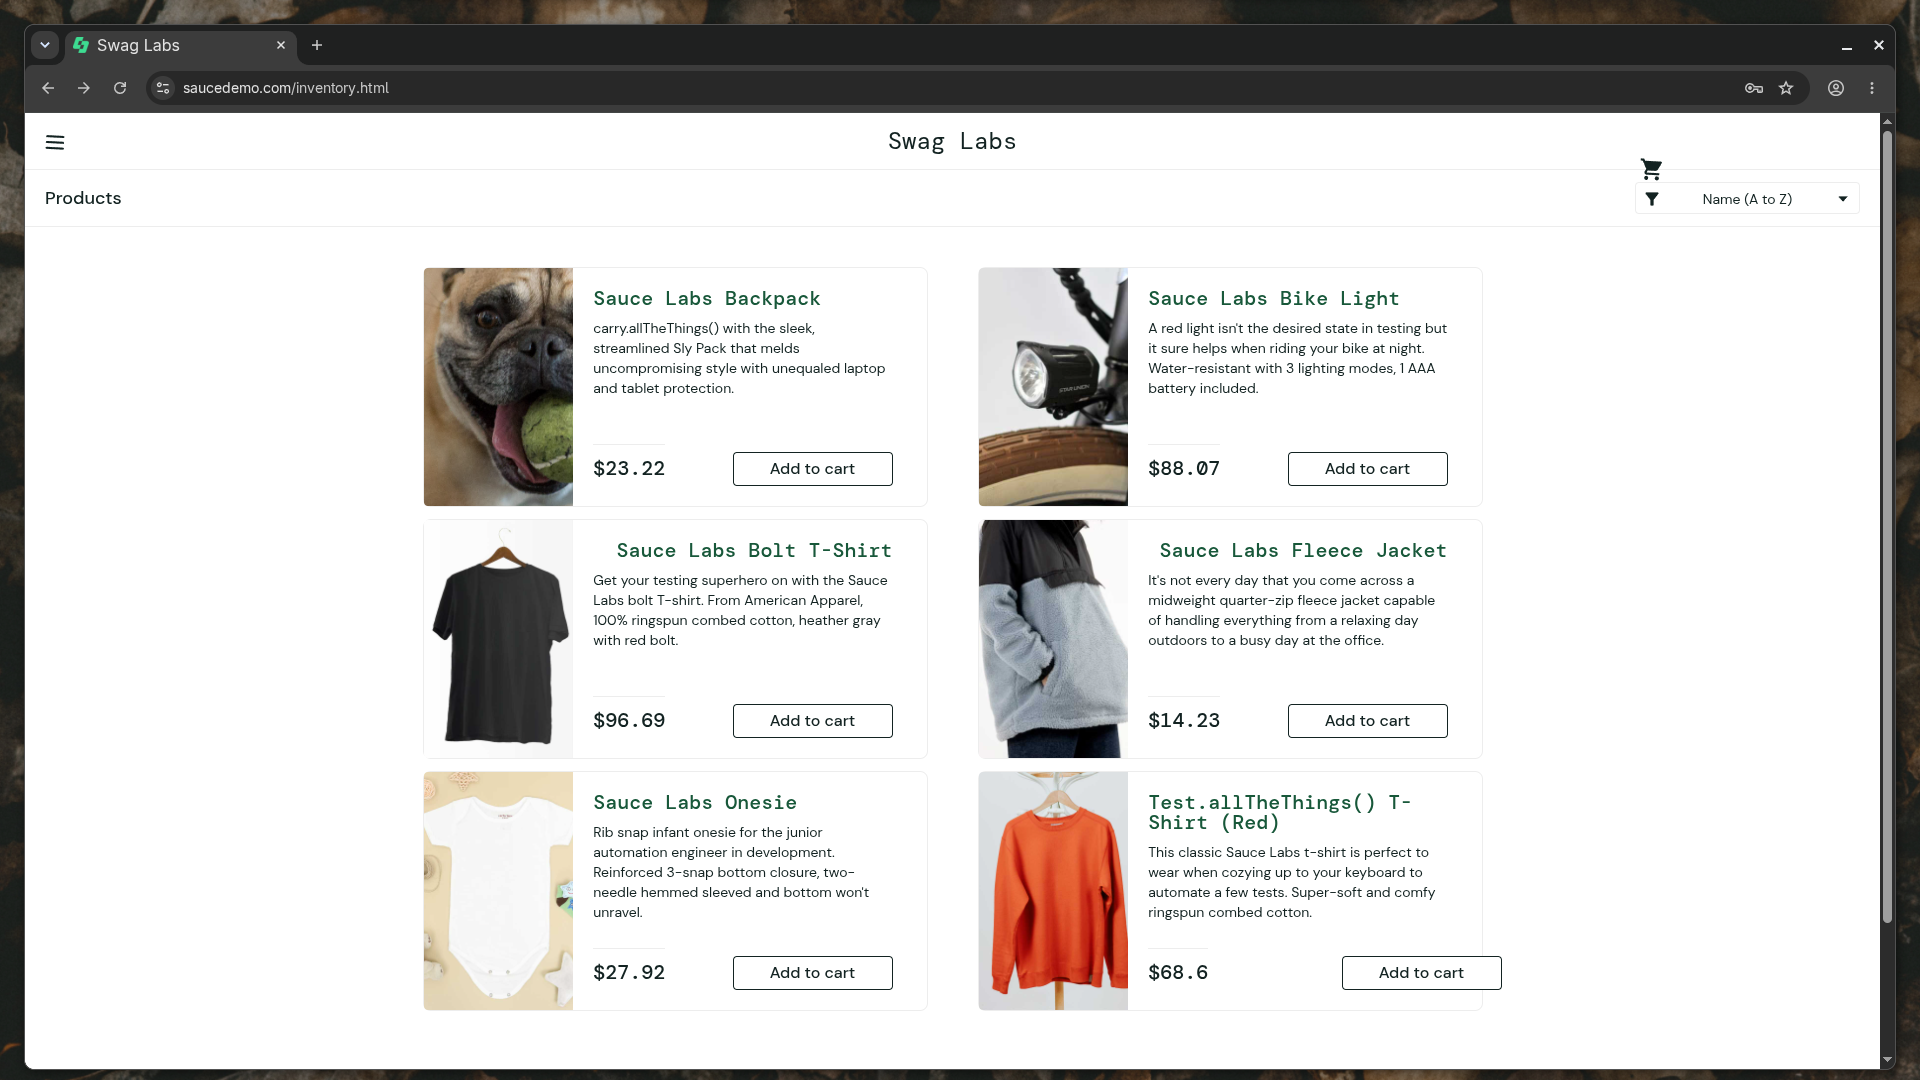 Swag Labs
saucedemo.com/inventory.html
Swag Labs
Products
Name (A to Z)
Sauce Labs Backpack
carry.allTheThings() with the sleek,
streamlined Sly Pack that melds
uncompromising style with unequaled laptop
and tablet protection.
$23.22
Add to cart
Sauce Labs Bike Light
A red light isn't the desired state in testing but
it sure helps when riding your bike at night.
Water-resistant with 3 lighting modes, 1 AAA
battery included.
$88.07
Add to cart
Sauce Labs Bolt T-Shirt
Get your testing superhero on with the Sauce
Labs bolt T-shirt. From American Apparel,
100% ringspun combed cotton, heather gray
with red bolt.
$96.69
Add to cart
Sauce Labs Fleece Jacket
It's not every day that you come across a
midweight quarter-zip fleece jacket capable
of handling everything from a relaxing day
outdoors to a busy day at the office.
$14.23
Add to cart
Sauce Labs Onesie
Rib snap infant onesie for the junior
automation engineer in development.
Reinforced 3-snap bottom closure, two-
needle hemmed sleeved and bottom won't
unravel.
$27.92
Add to cart
Test.allTheThings() T-
Shirt (Red)
This classic Sauce Labs t-shirt is perfect to
wear when cozying up to your keyboard to
automate a few tests. Super-soft and comfy
ringspun combed cotton.
$68.6
Add to cart